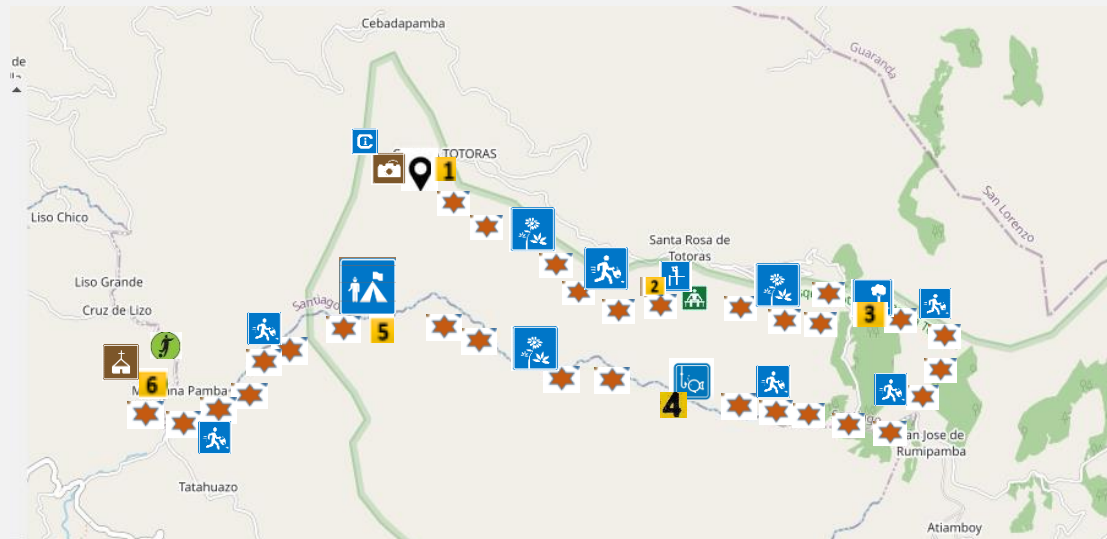 Cebadapamba
de
Guaranda
TOTORAS
1
San Lorenzo
Liso Chico
Santa Rosa de
Totoras
Liso Grande
2
Cruz de Lizo
3
5
6
4
San Jose de
Rumipamba
Tatahuazo
Atiamboy